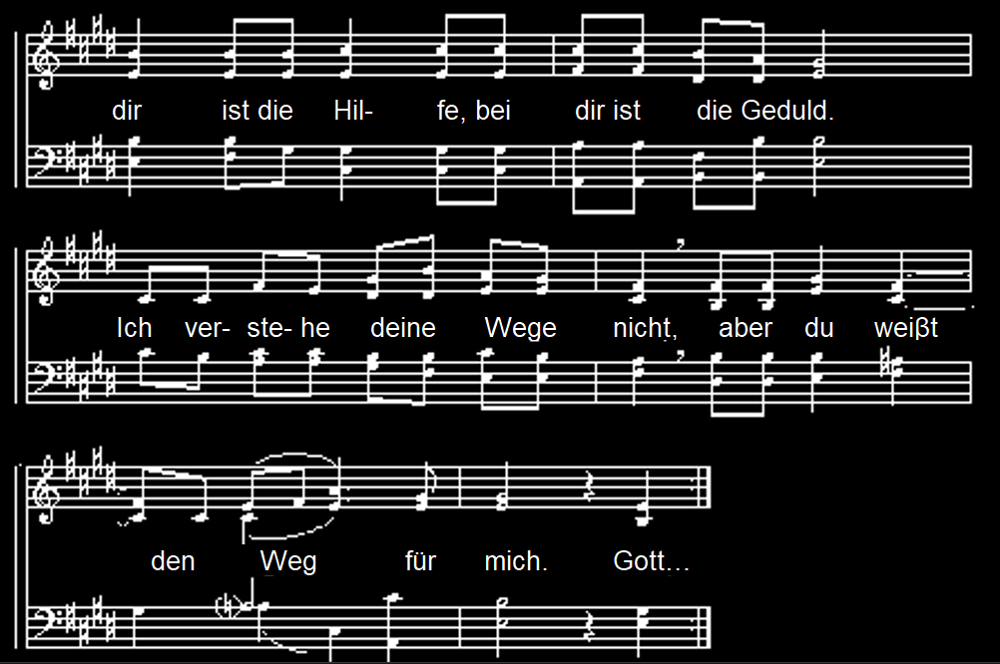 dir ist die Hil- fe, bei dir ist die Geduld.
Ich ver- ste- he deine Wege nicht, aber du weißt
den Weg für mich. Gott...